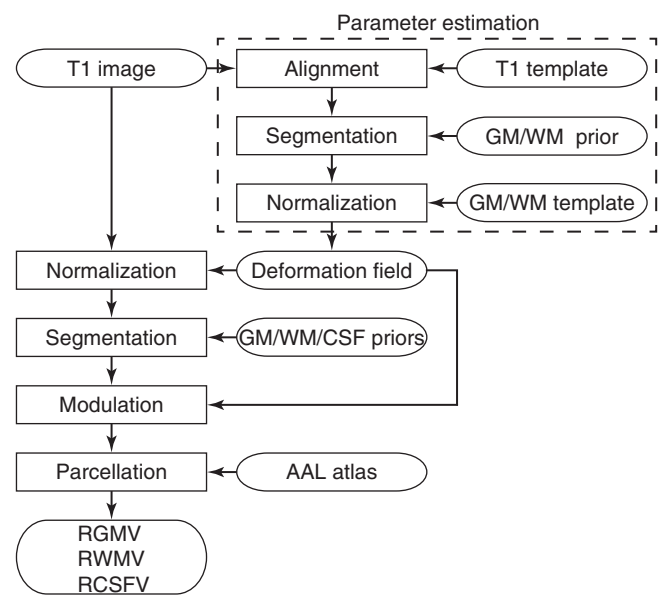 Parameter estimation
T1 image
Alignment
T1 template
Segmentation
GM/WM prior
Normalization
GM/WM template
Normalization
Deformation field
Segmentation
GM/WM/CSF priors
Modulation
Parcellation
AAL atlas
RGMV
RWMV
RCSFV